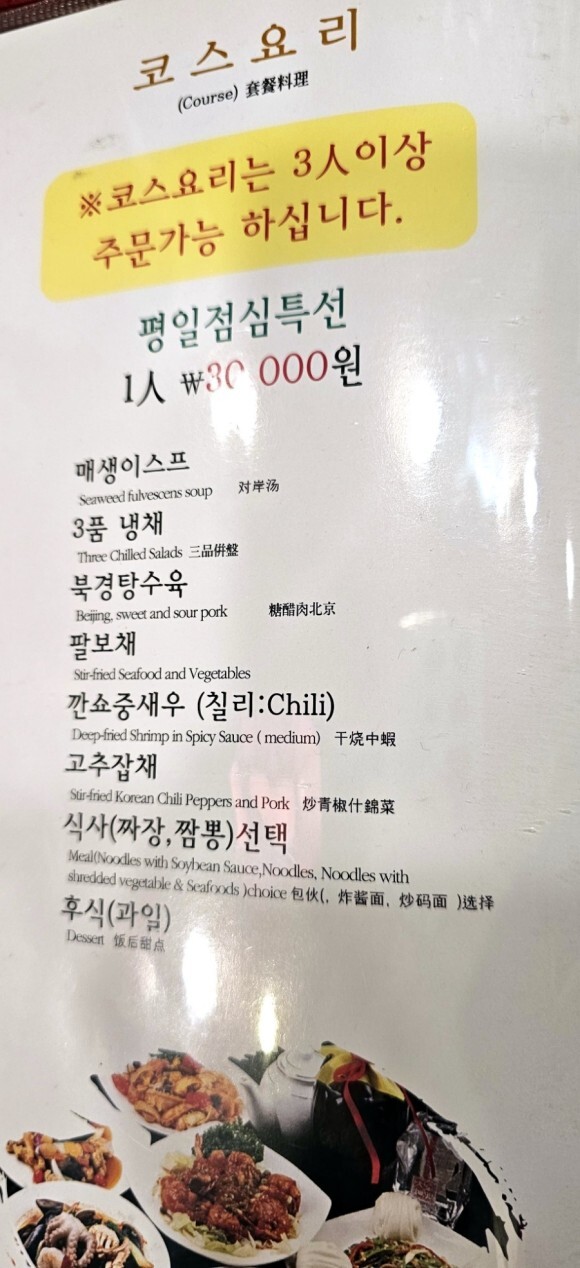 코스요리
(Course) 套餐料理
※코스요리는 3人이상
주문가능 하십니다.
평일점심특선
1人 ₩30,000원
매생이스프
Seaweed fulvescens soup 对岸汤
3품 냉채
Three Chilled Salads 三品倂盤
북경탕수육
Beijing, sweet and sour pork 糖醋肉北京
팔보채
Stir-fried Seafood and Vegetables
깐쇼중새우 (칠리:Chili)
Deep-fried Shrimp in Spicy Sauce ( medium) 干烧中蝦
고추잡채
Stir-fried Korean Chili Peppers and Pork 炒青椒什錦菜
식사(짜장,짬뽕)선택
Meal(Noodles with Soybean Sauce,Noodles, Noodles with
shredded vegetable & Seafoods )choice 包伙(, 炸酱面, 炒码面 )选择
후식(과일)
Dessert 饭后甜点